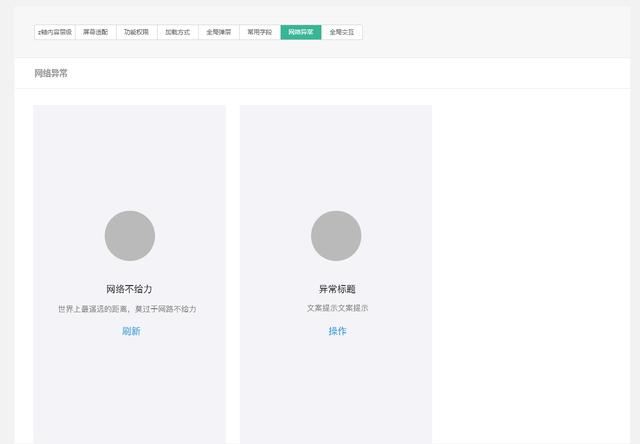 z轴内容层级 屏幕适配 功能权限 加载方式 全局弹层 常用字段 网络异常 全局交互
网络异常
网络不给力
世界上最遥远的距离，莫过于网路不给力
刷新
异常标题
文案提示文案提示
操作